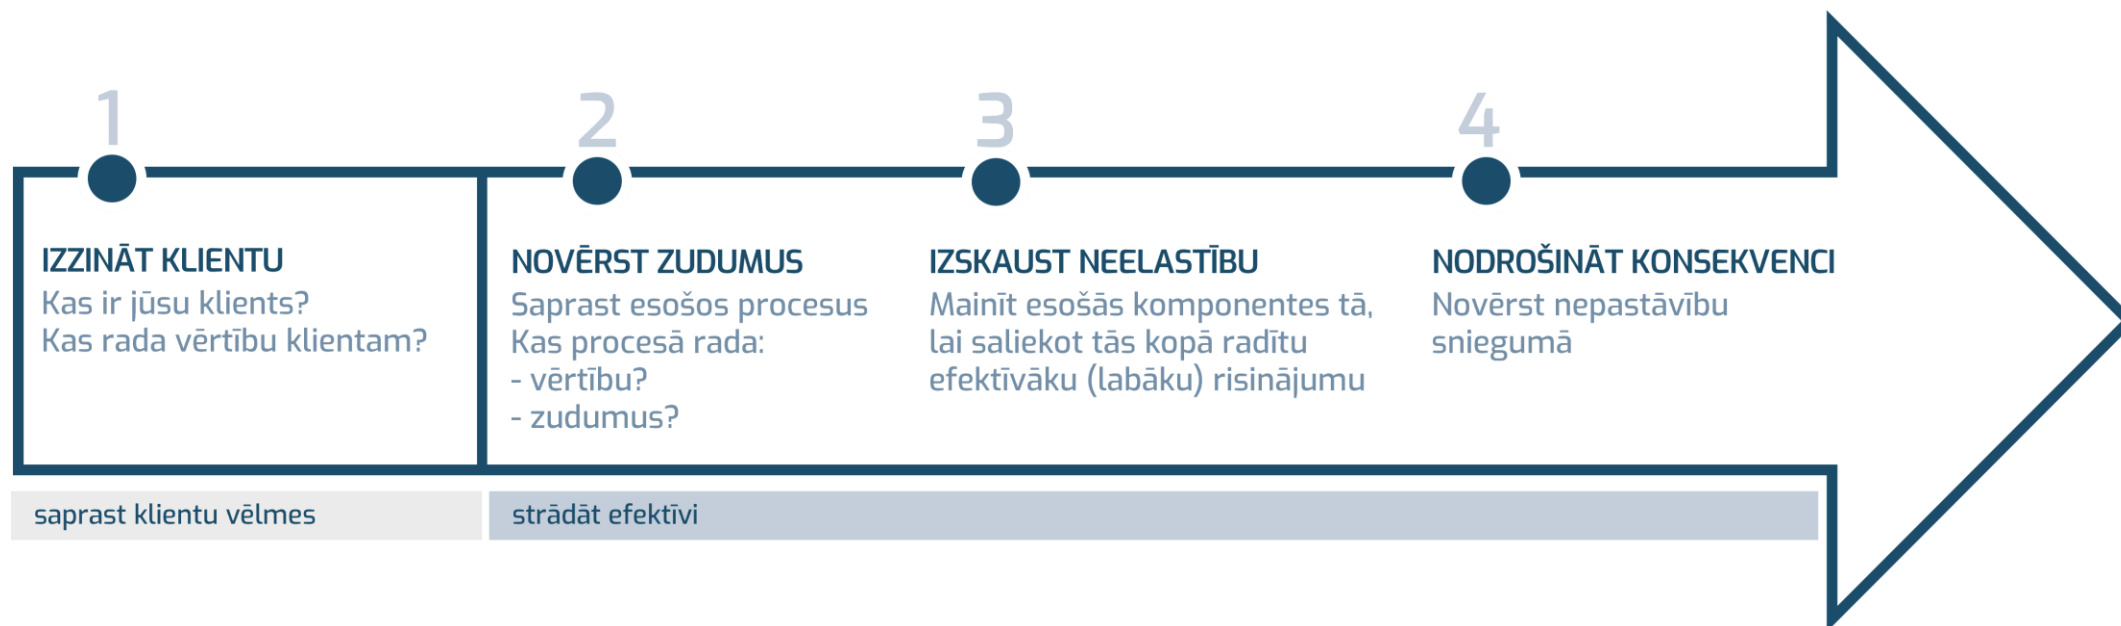 1
IZZINĀT KLIENTU
Kas ir jūsu klients?
Kas rada vērtību klientam?
2
NOVĒRST ZUDUMUS
Saprast esošos procesus
Kas procesā rada:
- vērtību?
- zudumus?
3
IZSKAUST NEELASTĪBU
Mainīt esošās komponentes tā,
lai saliekot tās kopā radītu
efektīvāku (labāku) risinājumu
4
NODROŠINĀT KONSEKVENCI
Novērst nepastāvību
sniegumā
saprast klientu vēlmes
strādāt efektīvi